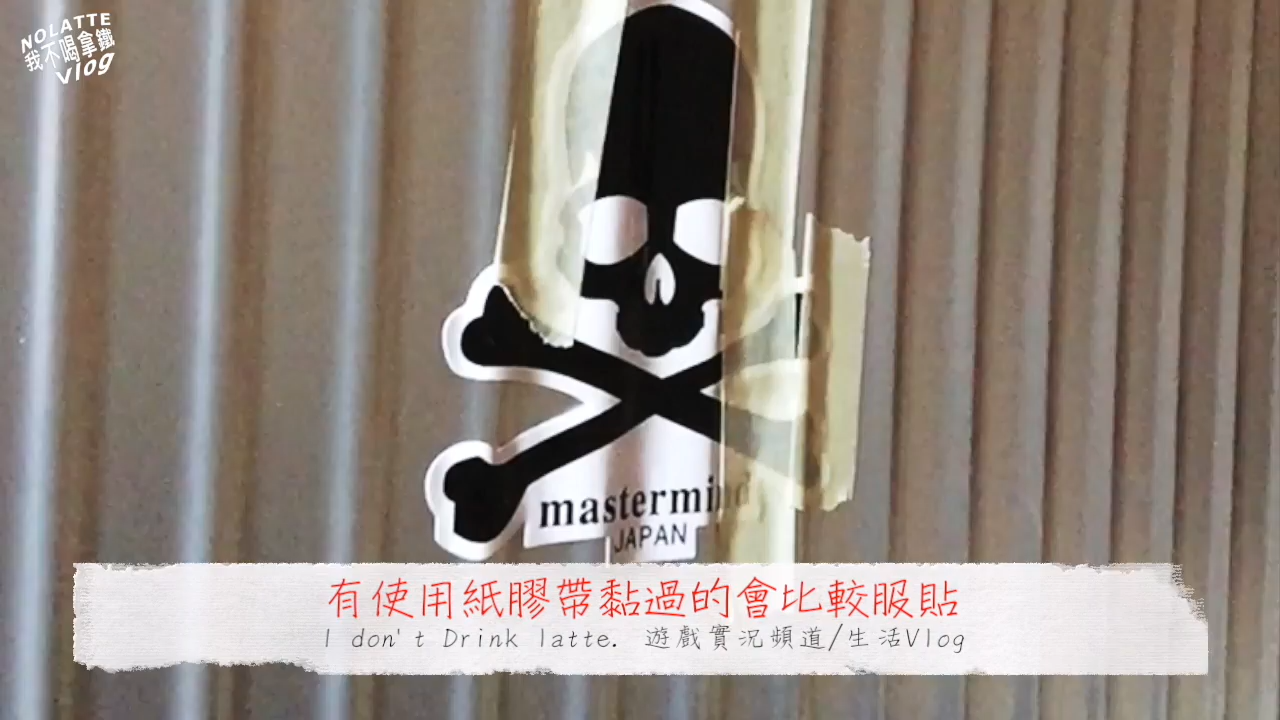 NOLATTE
我不喝拿鐵
Vlog
mastermind
JAPAN
有使用紙膠帶黏過的會比較服貼
I don't Drink latte. 遊戲實況頻道/生活Vlog